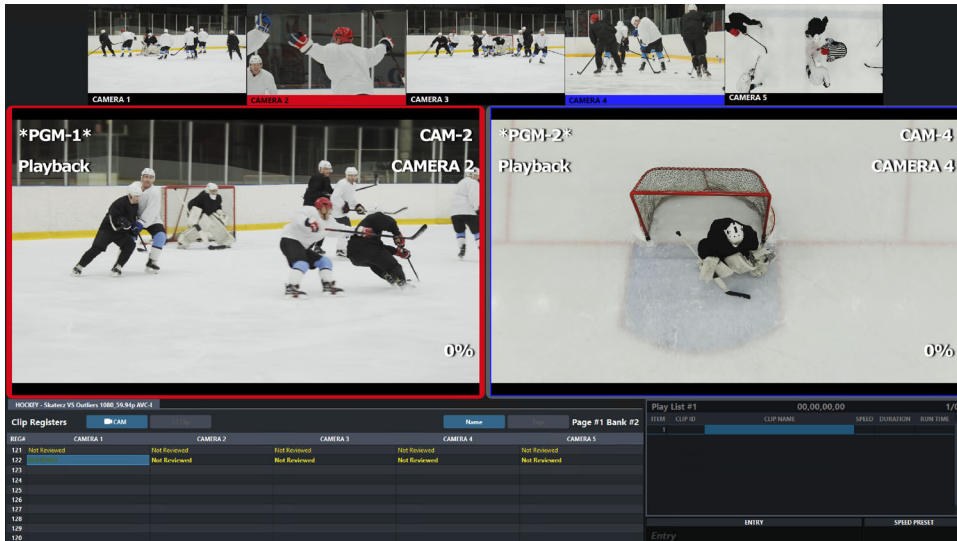 CAMERA 1
CAMERA 2
CAMERA 3
CAMERA 4
CAMERA 5
*PGM-1* CAM-2
Playback CAMERA 2
0%
*PGM-2* CAM-4
Playback CAMERA 4
0%
HOCKEY - Skaterz VS Outliers 1080_59.94p AVC-I
Clip Registers CAM Name Page #1 Bank #2
REG# CAMERA 1 CAMERA 2 CAMERA 3 CAMERA 4 CAMERA 5
121 Not Reviewed Not Reviewed Not Reviewed Not Reviewed Not Reviewed
122 Not Reviewed Not Reviewed Not Reviewed Not Reviewed
123
124
125
126
127
128
129
120
Play List #1 00,00,00,00 1/0
ITEM CLIP ID CLIP NAME SPEED DURATION RUN TIME
1
ENTRY SPEED PRESET
Entry